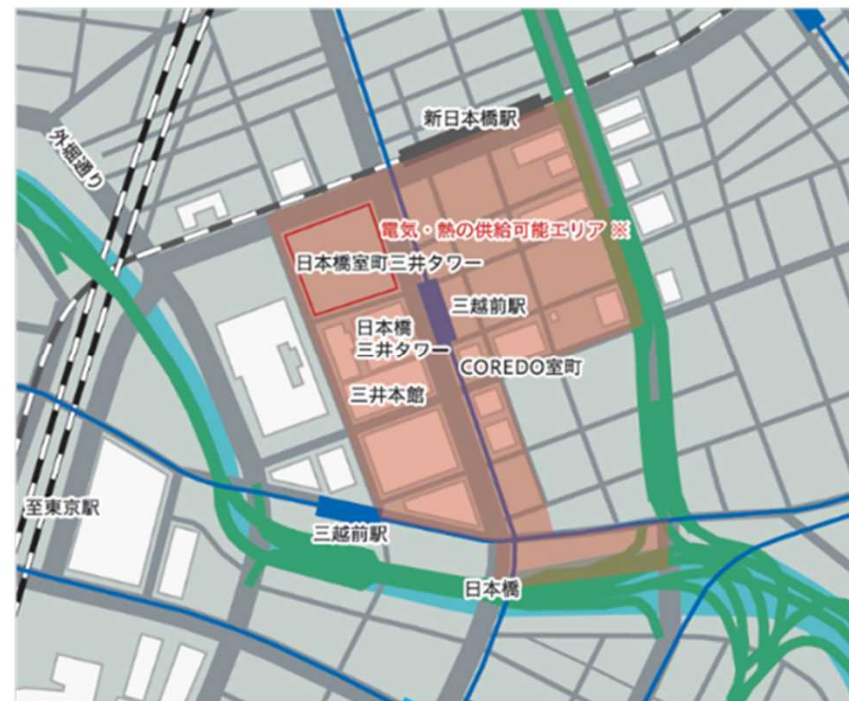 新日本橋駅
外堀通り
電気・熱の供給可能エリア ※
日本橋室町三井タワー
三越前駅
日本橋
三井タワー
COREDO室町
三井本館
至東京駅
三越前駅
日本橋